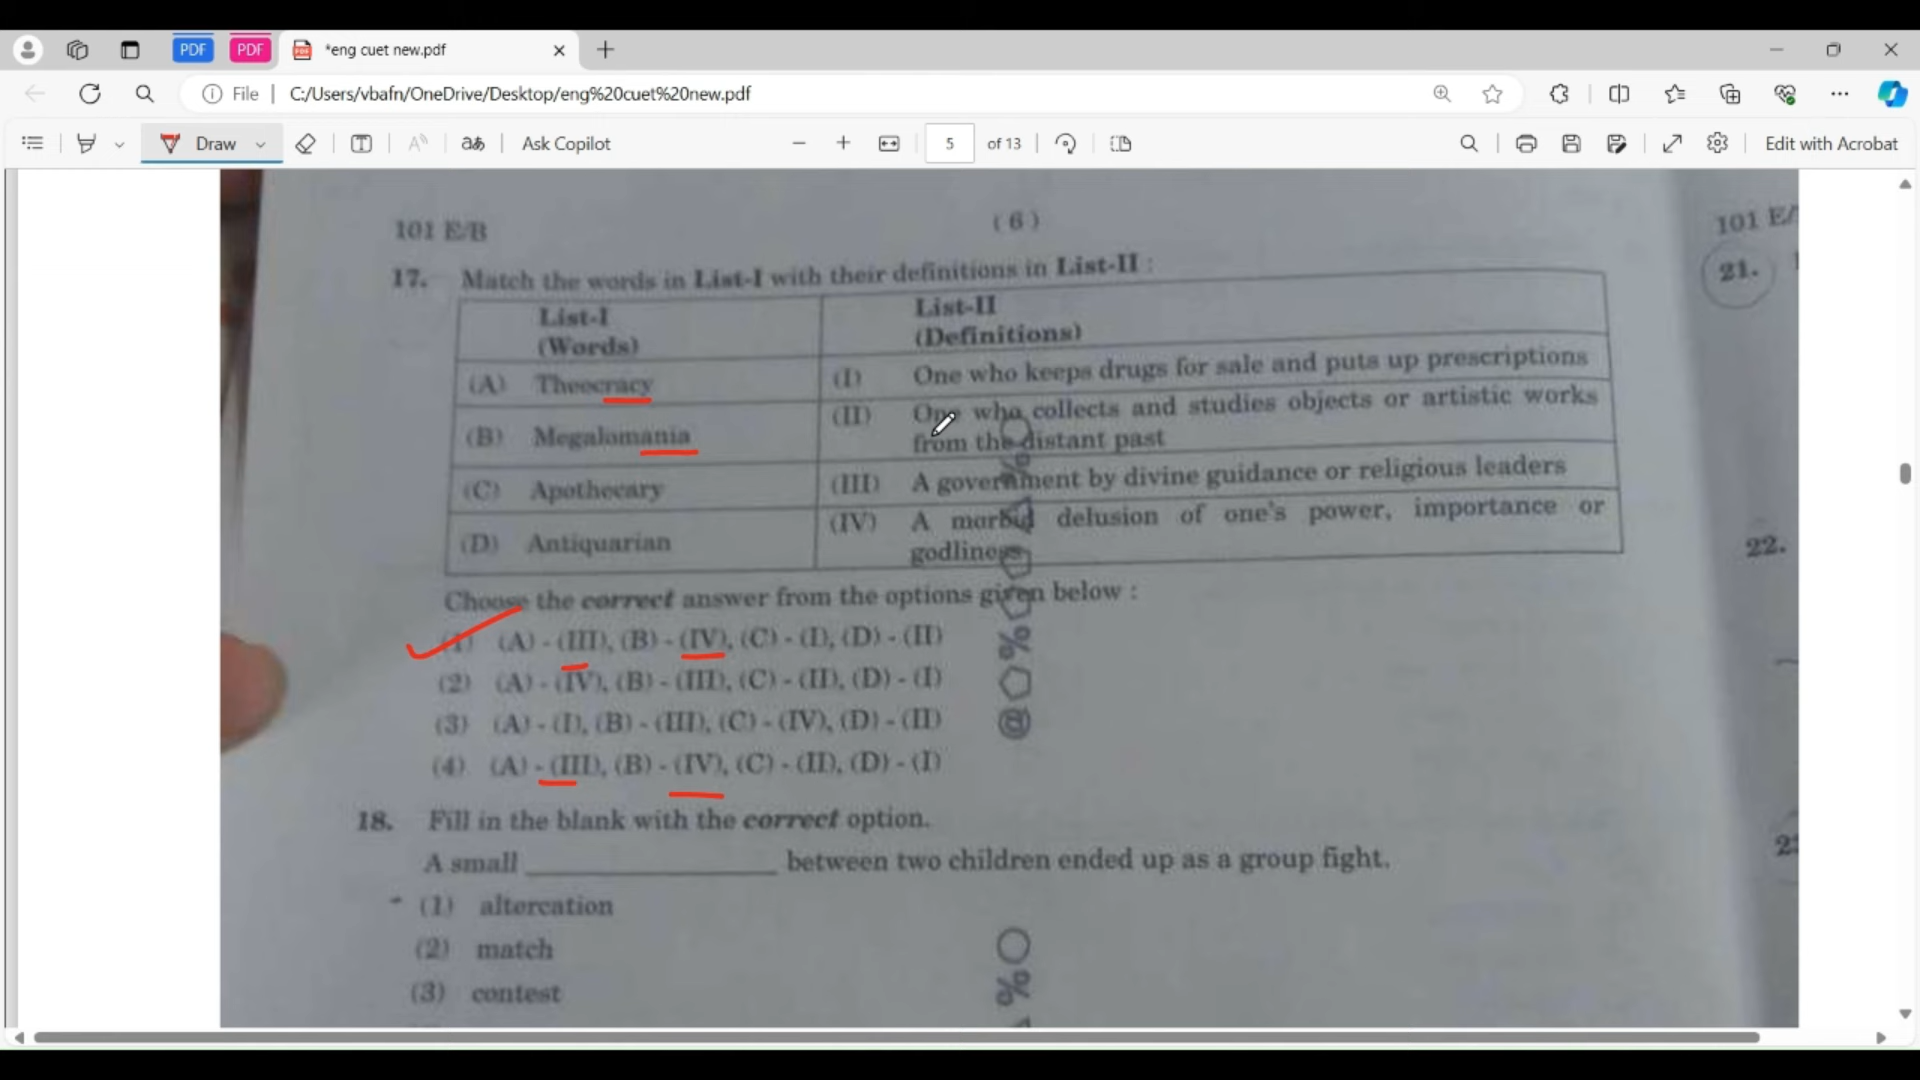 PDF
PDF
*eng cuet new.pdf
File
C:/Users/vbafn/OneDrive/Desktop/eng%20cuet%20new.pdf
Draw
Ask Copilot
5
of 13
Edit with Acrobat
101 E/B
( 6 )
101 E/
17. Match the words in List-I with their definitions in List-II :
21.
List-I
(Words)
List-II
(Definitions)
(A) Theocracy
(I) One who keeps drugs for sale and puts up prescriptions
(B) Megalomania
(II) One who collects and studies objects or artistic works
from the distant past
(C) Apothecary
(III) A government by divine guidance or religious leaders
(D) Antiquarian
(IV) A morbid delusion of one's power, importance or
godliness
22.
Choose the correct answer from the options given below :
(1) (A) - (III), (B) - (IV), (C) - (I), (D) - (II)
(2) (A) - (IV), (B) - (III), (C) - (II), (D) - (I)
(3) (A) - (I), (B) - (III), (C) - (IV), (D) - (II)
(4) (A) - (III), (B) - (IV), (C) - (II), (D) - (I)
18. Fill in the blank with the correct option.
A small ____________ between two children ended up as a group fight.
(1) altercation
(2) match
(3) contest